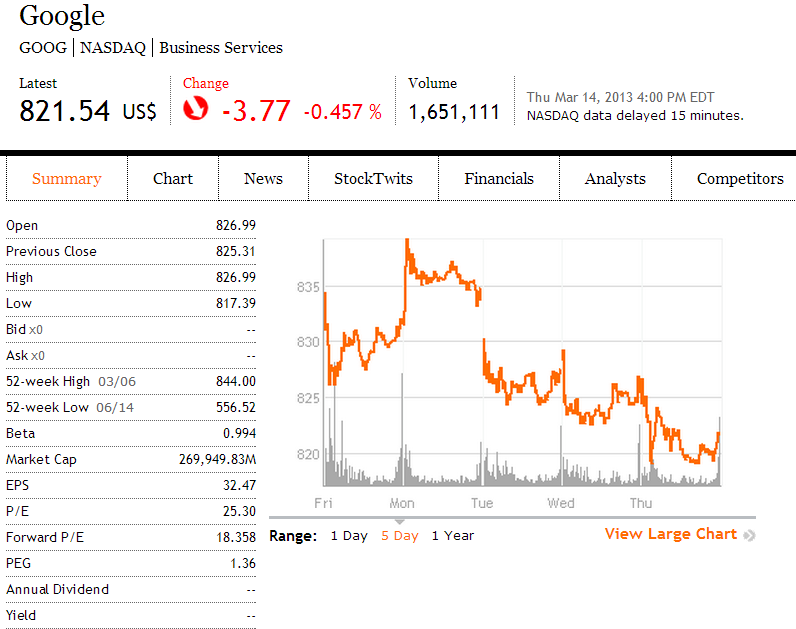 Google
GOOG | NASDAQ | Business Services
Latest
Change
Volume
821.54 US$
-3.77 -0.457 %
1,651,111
Thu Mar 14, 2013 4:00 PM EDT
NASDAQ data delayed 15 minutes.
Summary Chart News StockTwits Financials Analysts Competitors
Open 826.99
Previous Close 825.31
High 826.99
Low 817.39
Bid x0 --
Ask x0 --
52-week High 03/06 844.00
52-week Low 06/14 556.52
Beta 0.994
Market Cap 269,949.83M
EPS 32.47
P/E 25.30
Forward P/E 18.358
PEG 1.36
Annual Dividend --
Yield --
835
830
825
820
Fri Mon Tue Wed Thu
Range: 1 Day 5 Day 1 Year
View Large Chart